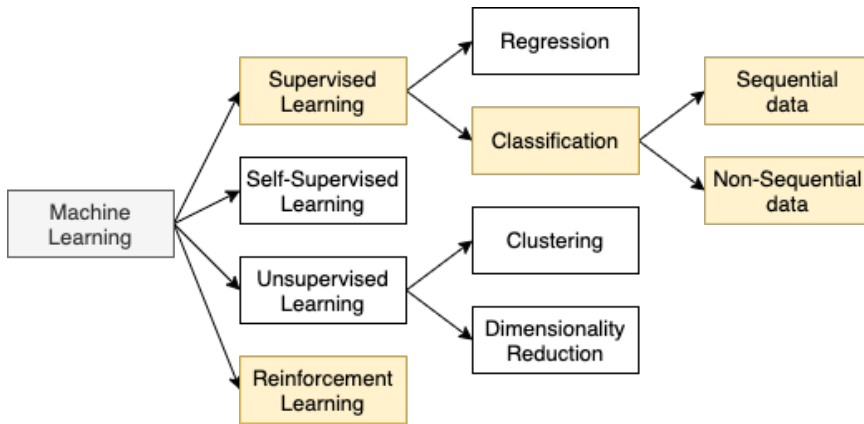 Machine
Learning
Supervised
Learning
Self-Supervised
Learning
Unsupervised
Learning
Reinforcement
Learning
Regression
Classification
Clustering
Dimensionality
Reduction
Sequential
data
Non-Sequential
data